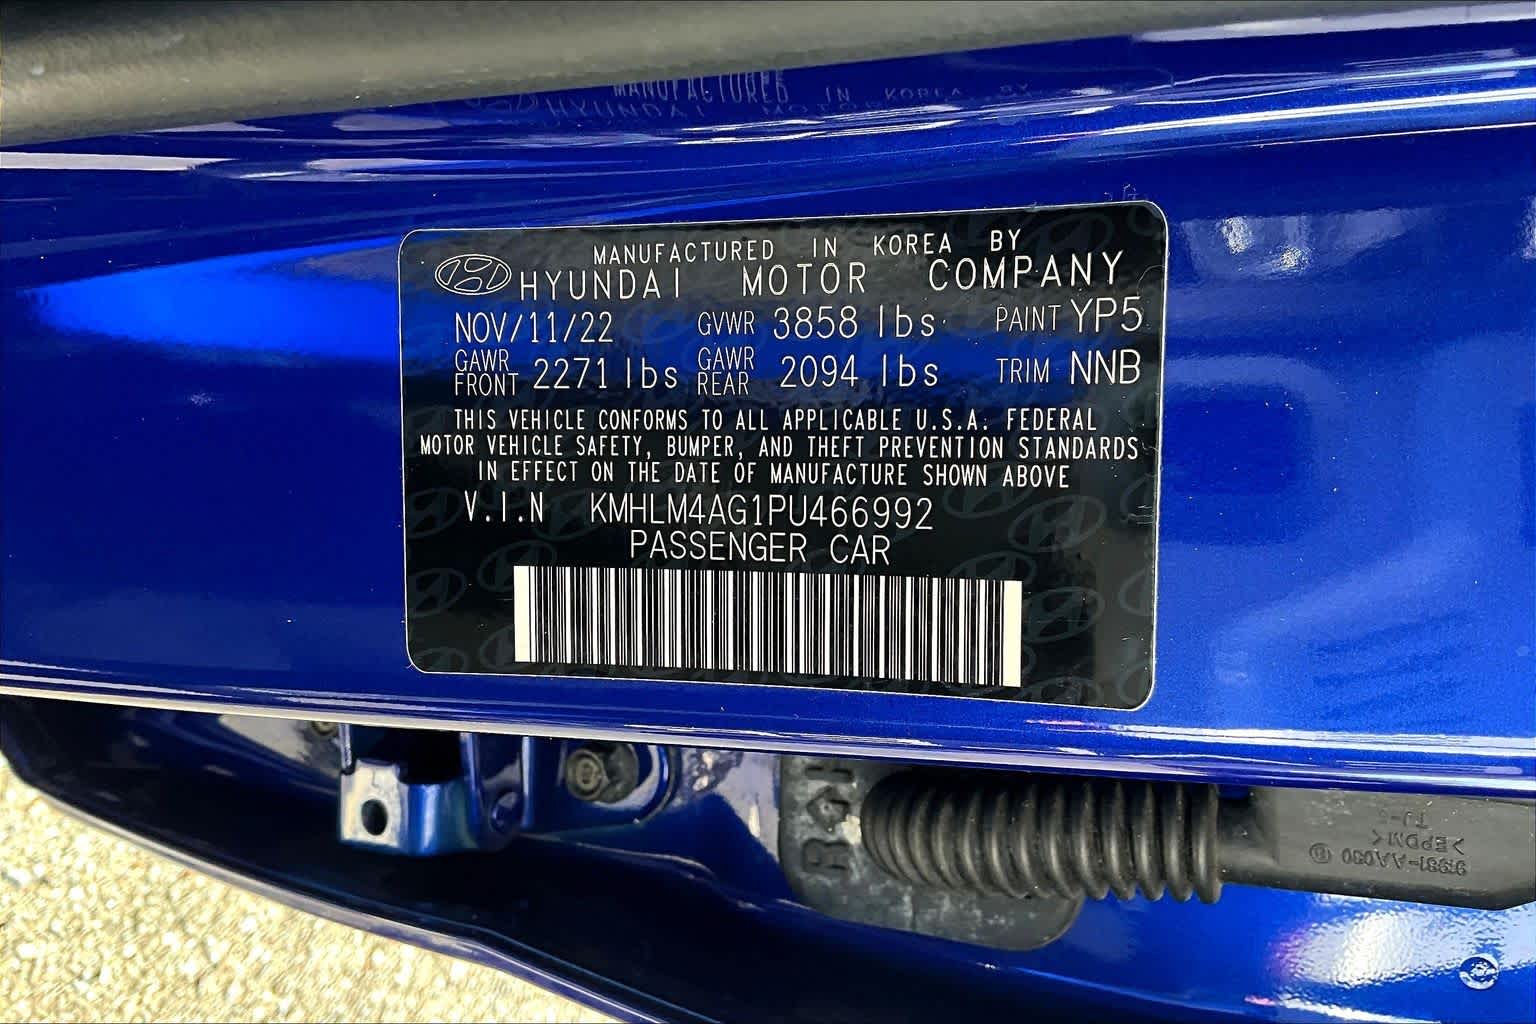 MANUFACTURED IN KOREA BY
HYUNDAI MOTOR COMPANY
NOV/11/22 GVWR 3858 lbs PAINT YP5
GAWR FRONT 2271 lbs GAWR REAR 2094 lbs TRIM NNB
THIS VEHICLE CONFORMS TO ALL APPLICABLE U.S.A. FEDERAL
MOTOR VEHICLE SAFETY, BUMPER, AND THEFT PREVENTION STANDARDS
IN EFFECT ON THE DATE OF MANUFACTURE SHOWN ABOVE
V.I.N KMHLM4AG1PU466992
PASSENGER CAR
>EPDM<